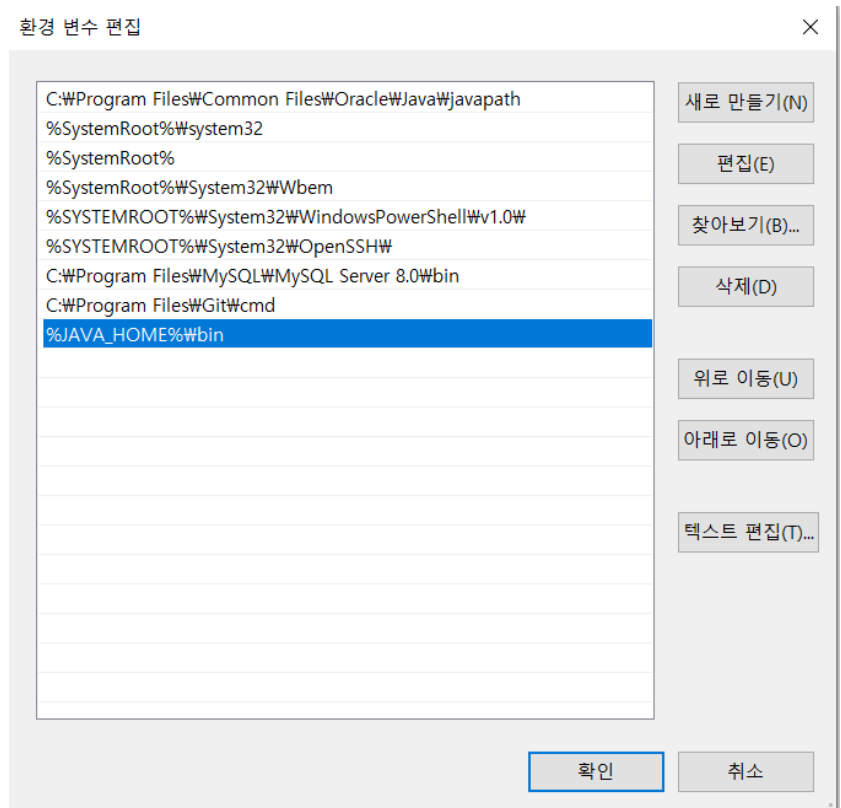 환경 변수 편집
C:₩Program Files₩Common Files₩Oracle₩Java₩javapath
%SystemRoot%₩system32
%SystemRoot%
%SystemRoot%₩System32₩Wbem
%SYSTEMROOT%₩System32₩WindowsPowerShell₩v1.0₩
%SYSTEMROOT%₩System32₩OpenSSH₩
C:₩Program Files₩MySQL₩MySQL Server 8.0₩bin
C:₩Program Files₩Git₩cmd
%JAVA_HOME%₩bin
새로 만들기(N)
편집(E)
찾아보기(B)...
삭제(D)
위로 이동(U)
아래로 이동(O)
텍스트 편집(T)...
확인
취소